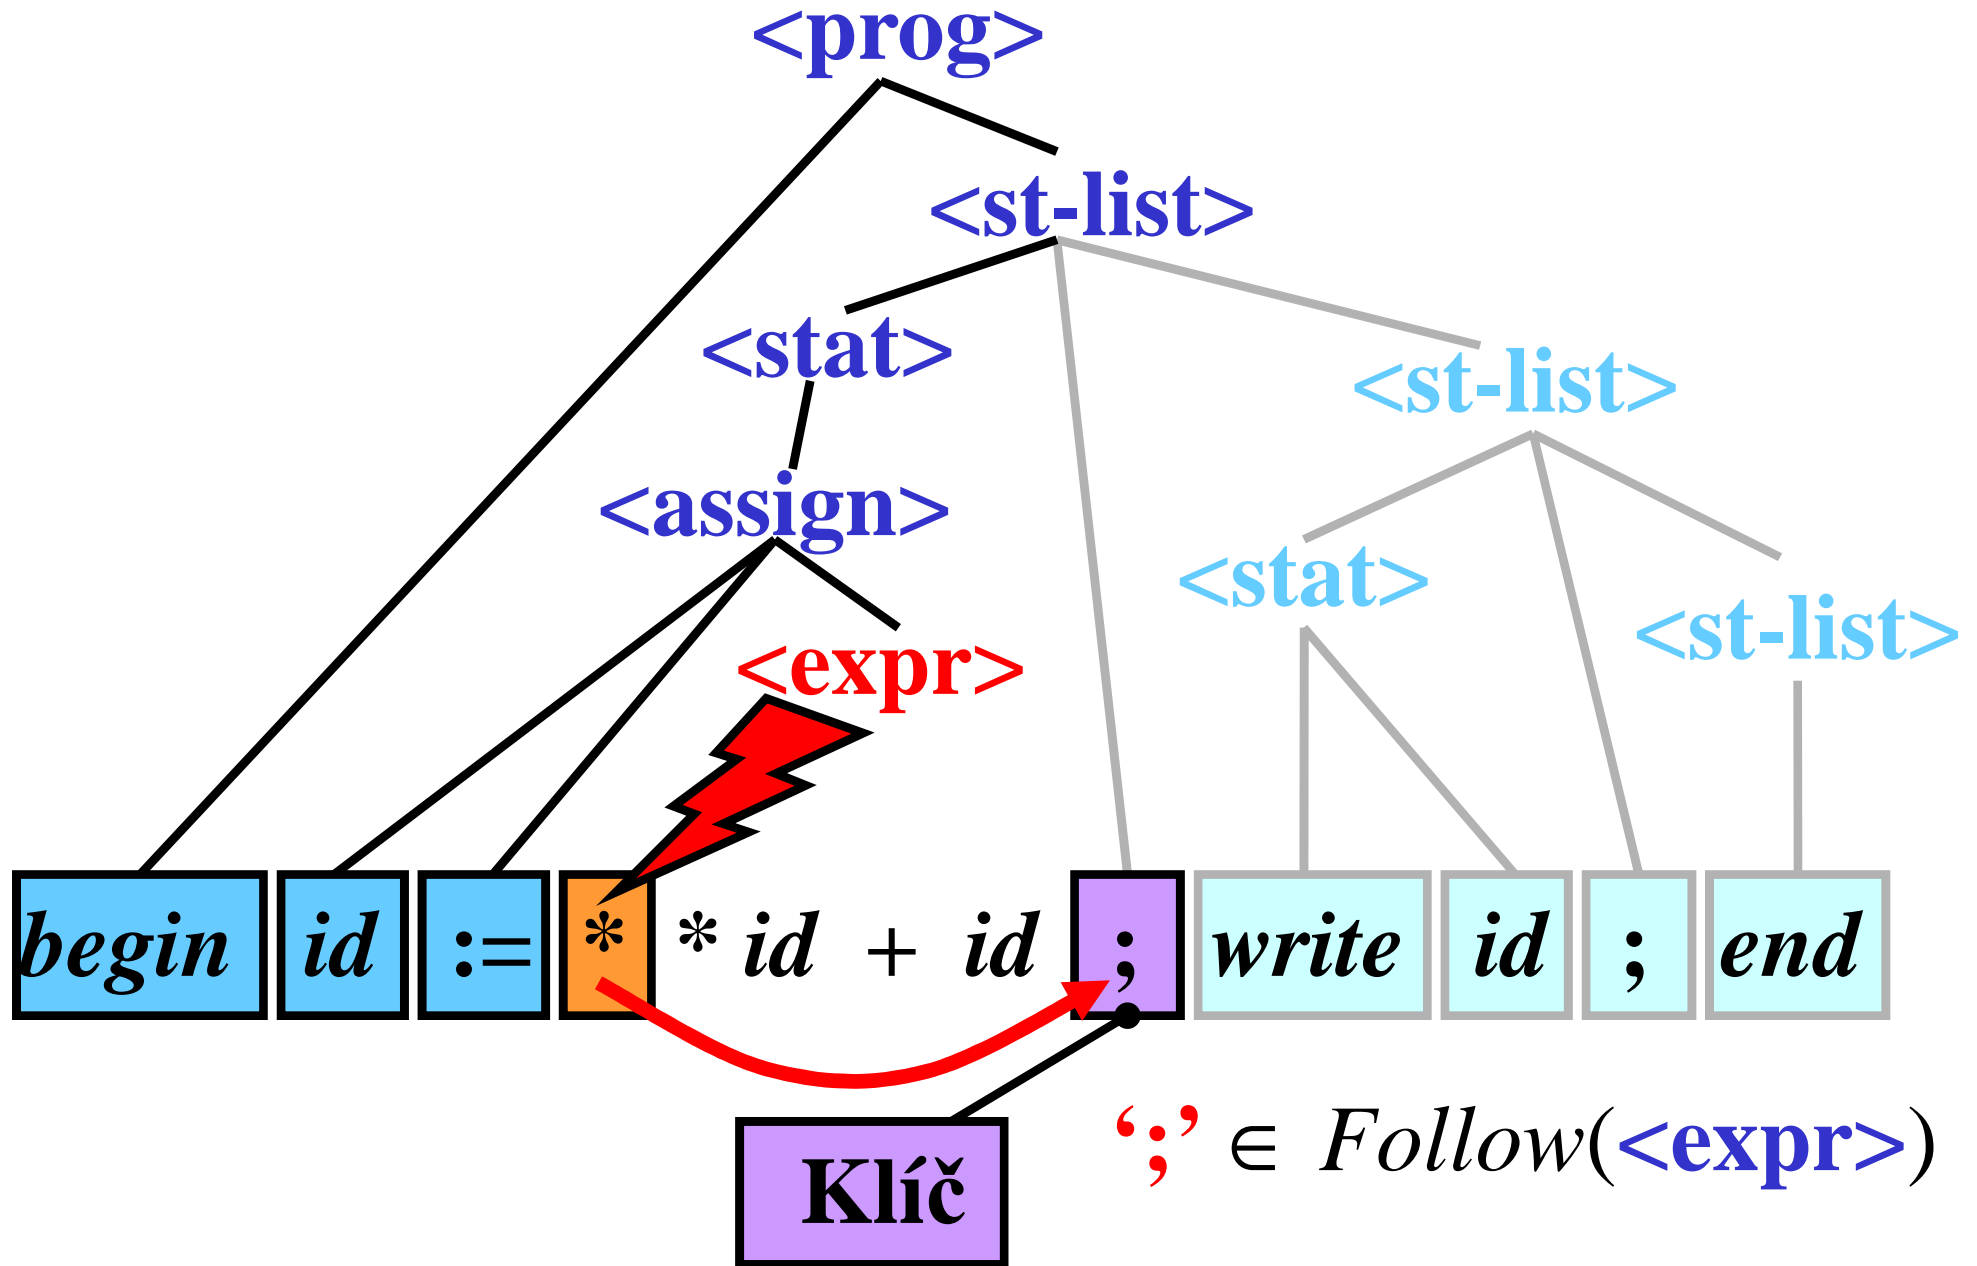 <prog>
<st-list>
<stat>
<st-list>
<assign>
<stat>
<st-list>
<expr>
begin id := * * id + id ; write id ; end
‘;’ ∈ Follow(<expr>)
Klíč